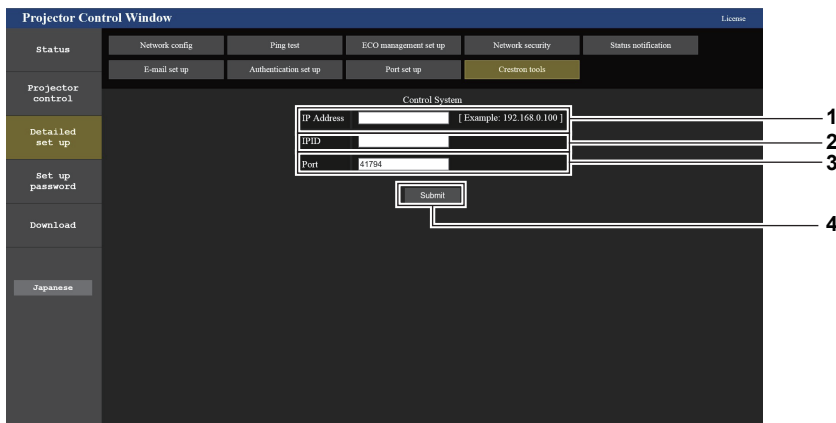 Projector Control Window
License
Status
Network config
Ping test
ECO management set up
Network security
Status notification
E-mail set up
Authentication set up
Port set up
Crestron tools
Projector
control
Detailed
set up
Set up
password
Download
Japanese
Control System
IP Address
[ Example: 192.168.0.100 ]
1
IPID
2
Port
41794
3
Submit
4